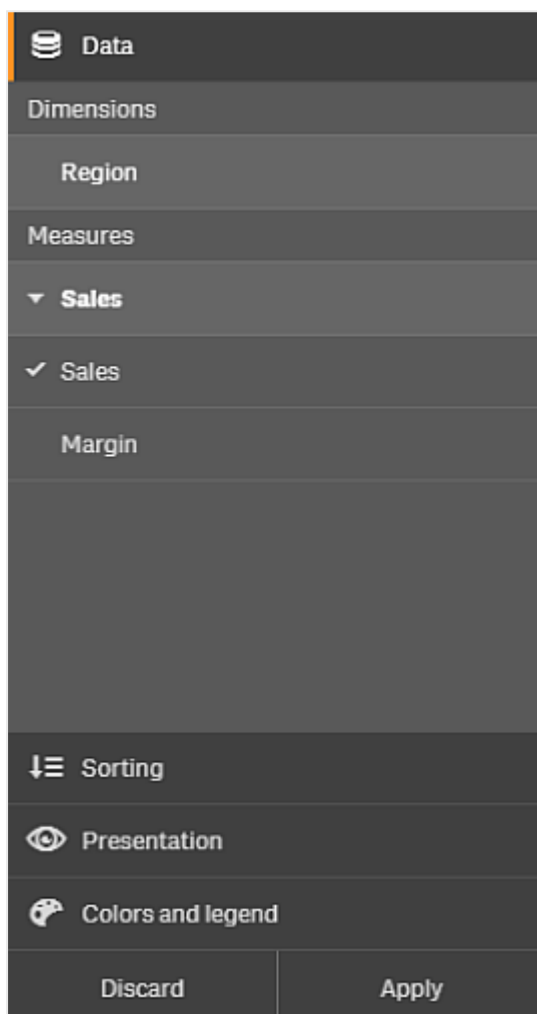 Data
Dimensions
Region
Measures
Sales
Sales
Margin
Sorting
Presentation
Colors and legend
Discard Apply